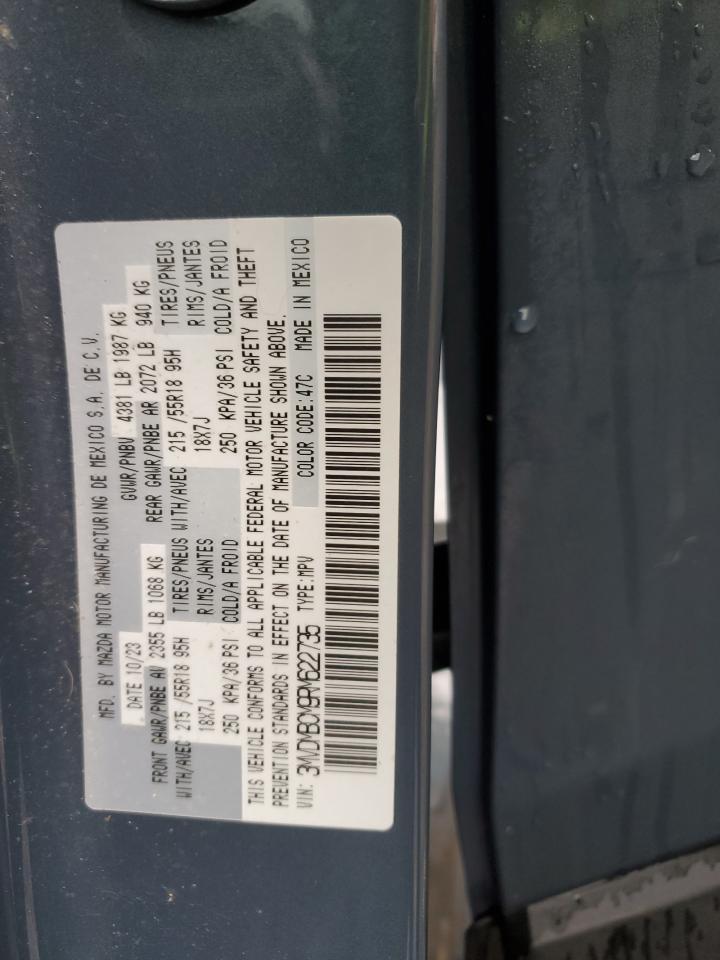 MFD. BY MAZDA MOTOR MANUFACTURING DE MEXICO S.A. DE C.V.
DATE 10/23 GVWR/PNBV 4381 LB 1987 KG
FRONT GAWR/PNBE AV 2355 LB 1068 KG REAR GAWR/PNBE AR 2072 LB 940 KG
WITH/AVEC 215 /55R18 95H TIRES/PNEUS WITH/AVEC 215 /55R18 95H TIRES/PNEUS
18X7J RIMS/JANTES 18X7J RIMS/JANTES
250 KPA/36 PSI COLD/A FROID 250 KPA/36 PSI COLD/A FROID
THIS VEHICLE CONFORMS TO ALL APPLICABLE FEDERAL MOTOR VEHICLE SAFETY AND THEFT
PREVENTION STANDARDS IN EFFECT ON THE DATE OF MANUFACTURE SHOWN ABOVE.
VIN: 3MVDMBCM9RM622735 TYPE:MPV COLOR CODE:47C MADE IN MEXICO